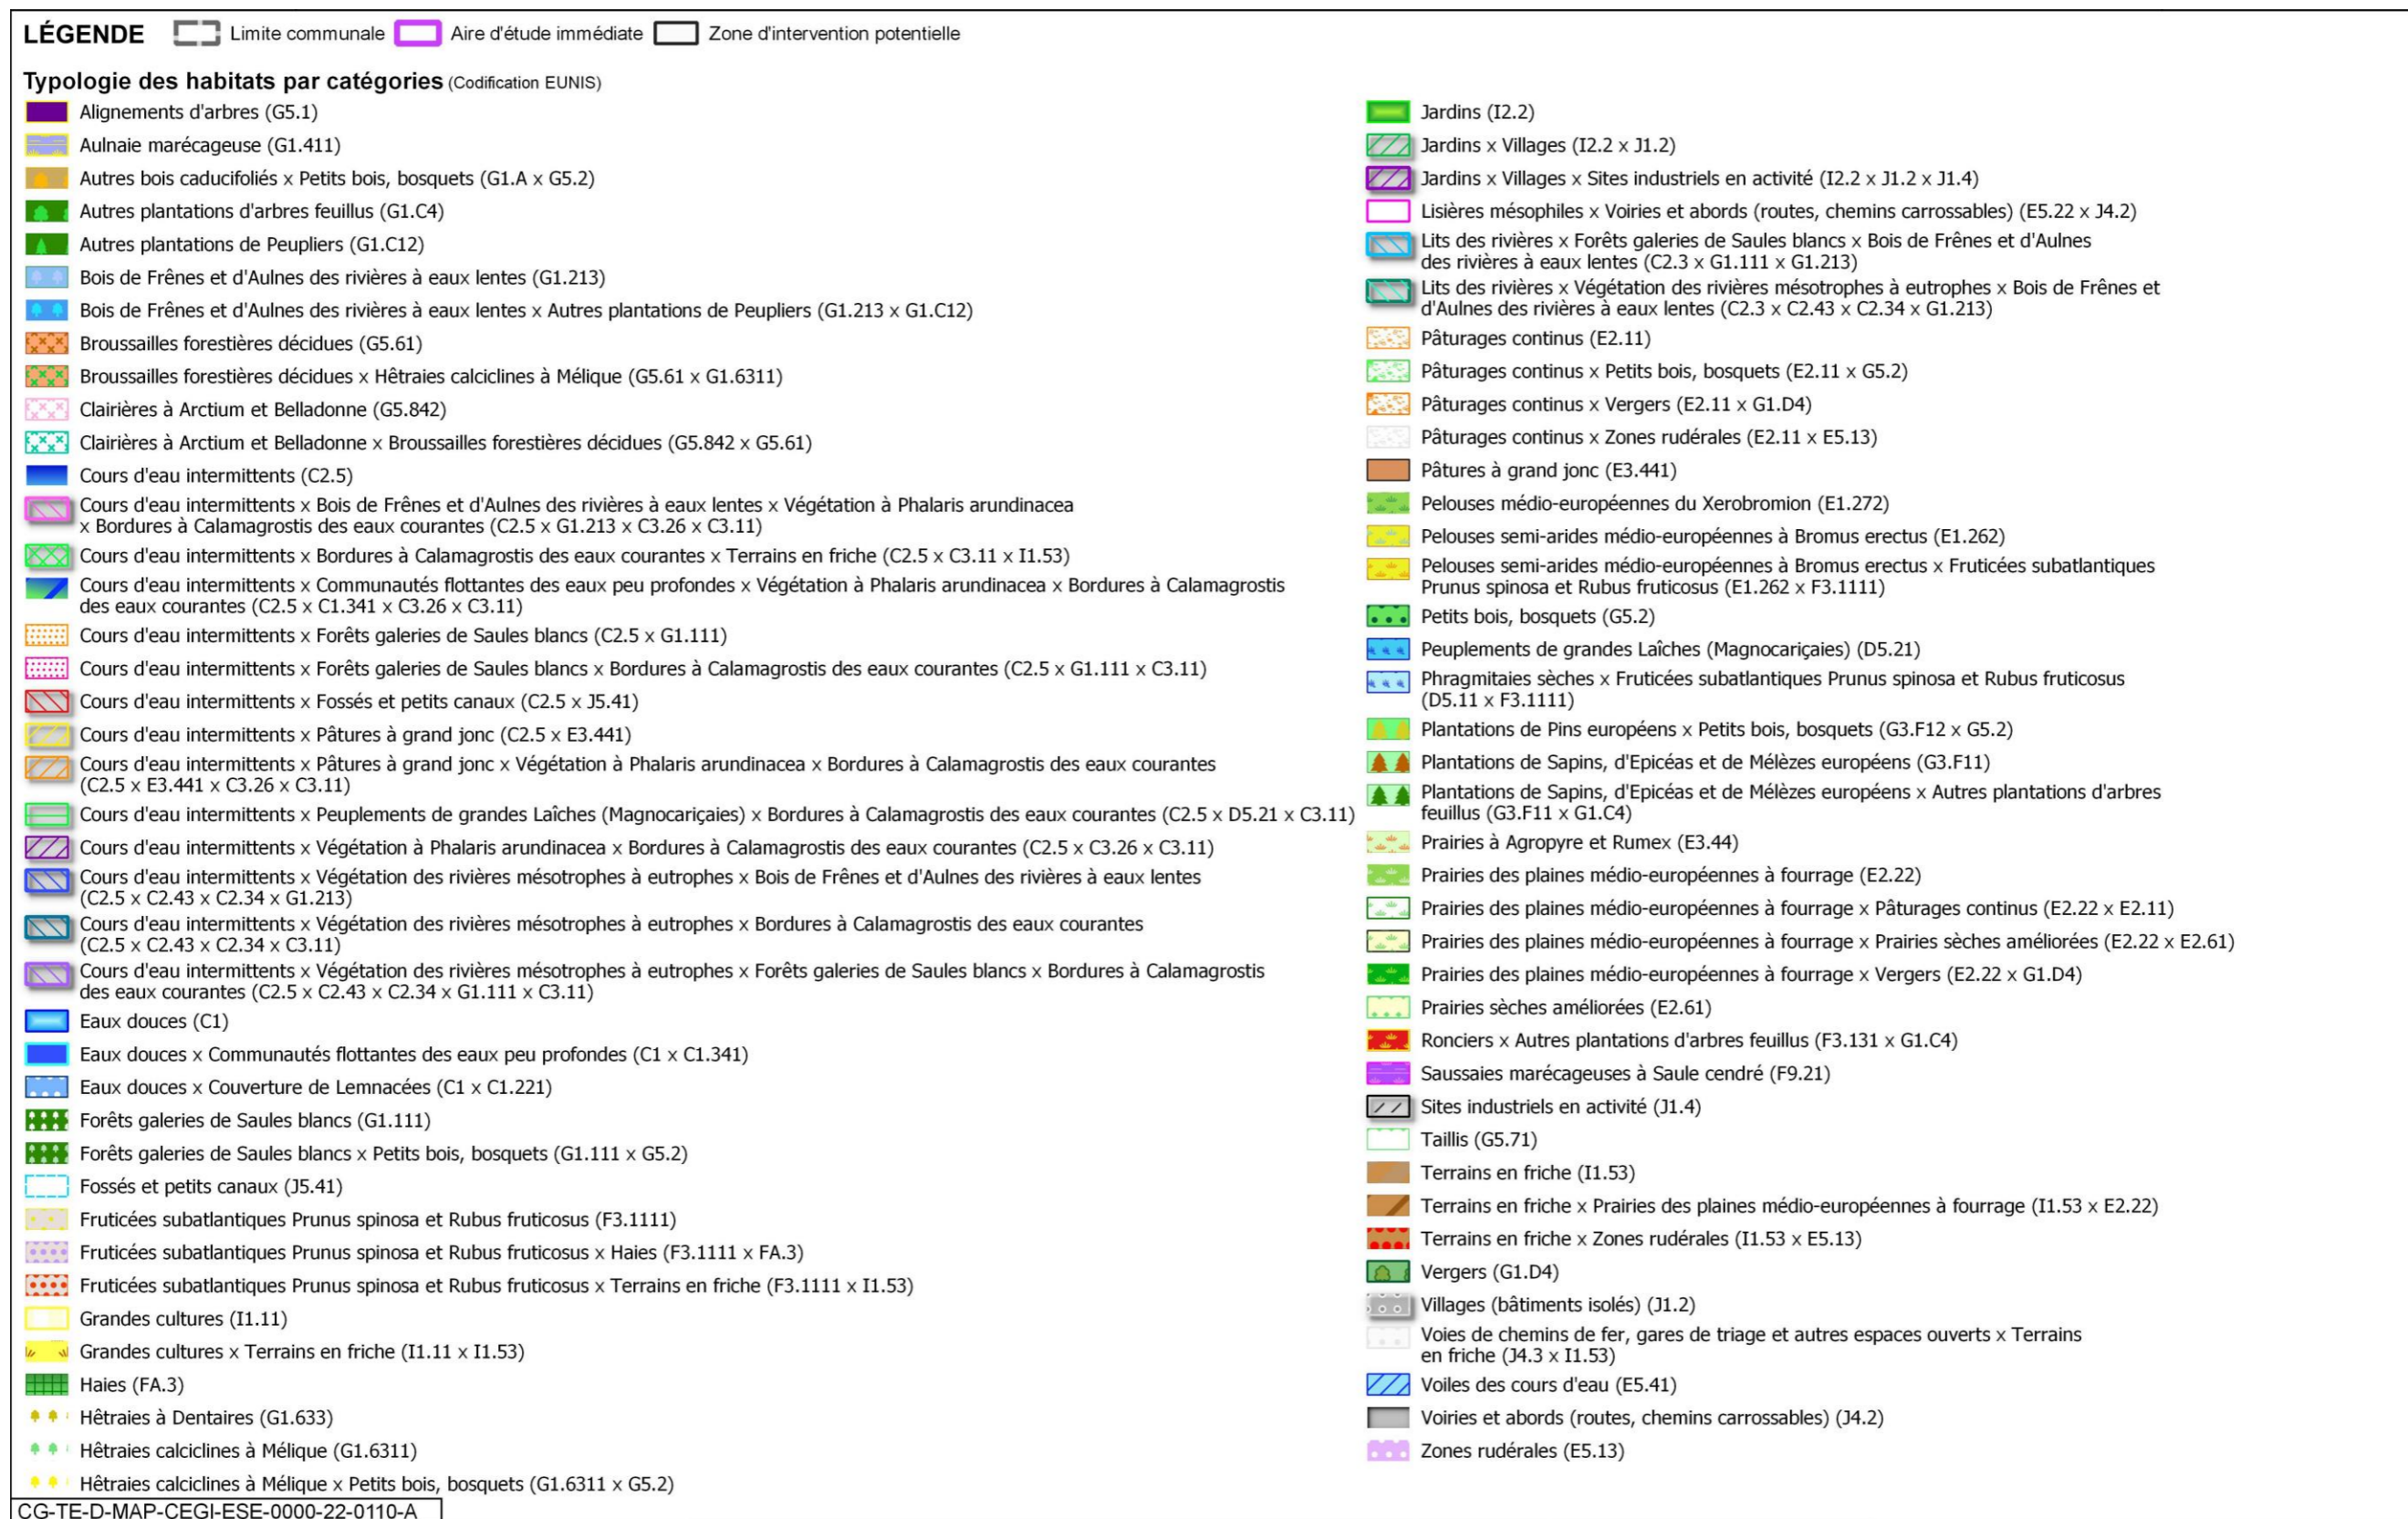 LÉGENDE Limite communale Aire d'étude immédiate Zone d'intervention potentielle
Typologie des habitats par catégories (Codification EUNIS)
Alignements d'arbres (G5.1)
Aulnaie marécageuse (G1.411)
Autres bois caducifoliés x Petits bois, bosquets (G1.A x G5.2)
Autres plantations d'arbres feuillus (G1.C4)
Autres plantations de Peupliers (G1.C12)
Bois de Frênes et d'Aulnes des rivières à eaux lentes (G1.213)
Bois de Frênes et d'Aulnes des rivières à eaux lentes x Autres plantations de Peupliers (G1.213 x G1.C12)
Broussailles forestières décidues (G5.61)
Broussailles forestières décidues x Hêtraies calciclines à Mélique (G5.61 x G1.6311)
Clairières à Arctium et Belladonne (G5.842)
Clairières à Arctium et Belladonne x Broussailles forestières décidues (G5.842 x G5.61)
Cours d'eau intermittents (C2.5)
Cours d'eau intermittents x Bois de Frênes et d'Aulnes des rivières à eaux lentes x Végétation à Phalaris arundinacea
x Bordures à Calamagrostis des eaux courantes (C2.5 x G1.213 x C3.26 x C3.11)
Cours d'eau intermittents x Bordures à Calamagrostis des eaux courantes x Terrains en friche (C2.5 x C3.11 x I1.53)
Cours d'eau intermittents x Communautés flottantes des eaux peu profondes x Végétation à Phalaris arundinacea x Bordures à Calamagrostis
des eaux courantes (C2.5 x C1.341 x C3.26 x C3.11)
Cours d'eau intermittents x Forêts galeries de Saules blancs (C2.5 x G1.111)
Cours d'eau intermittents x Forêts galeries de Saules blancs x Bordures à Calamagrostis des eaux courantes (C2.5 x G1.111 x C3.11)
Cours d'eau intermittents x Fossés et petits canaux (C2.5 x J5.41)
Cours d'eau intermittents x Pâtures à grand jonc (C2.5 x E3.441)
Cours d'eau intermittents x Pâtures à grand jonc x Végétation à Phalaris arundinacea x Bordures à Calamagrostis des eaux courantes
(C2.5 x E3.441 x C3.26 x C3.11)
Cours d'eau intermittents x Peuplements de grandes Laîches (Magnocariçaies) x Bordures à Calamagrostis des eaux courantes (C2.5 x D5.21 x C3.11)
Cours d'eau intermittents x Végétation à Phalaris arundinacea x Bordures à Calamagrostis des eaux courantes (C2.5 x C3.26 x C3.11)
Cours d'eau intermittents x Végétation des rivières mésotrophes à eutrophes x Bois de Frênes et d'Aulnes des rivières à eaux lentes
(C2.5 x C2.43 x C2.34 x G1.213)
Cours d'eau intermittents x Végétation des rivières mésotrophes à eutrophes x Bordures à Calamagrostis des eaux courantes
(C2.5 x C2.43 x C2.34 x C3.11)
Cours d'eau intermittents x Végétation des rivières mésotrophes à eutrophes x Forêts galeries de Saules blancs x Bordures à Calamagrostis
des eaux courantes (C2.5 x C2.43 x C2.34 x G1.111 x C3.11)
Eaux douces (C1)
Eaux douces x Communautés flottantes des eaux peu profondes (C1 x C1.341)
Eaux douces x Couverture de Lemnacées (C1 x C1.221)
Forêts galeries de Saules blancs (G1.111)
Forêts galeries de Saules blancs x Petits bois, bosquets (G1.111 x G5.2)
Fossés et petits canaux (J5.41)
Fruticées subatlantiques Prunus spinosa et Rubus fruticosus (F3.1111)
Fruticées subatlantiques Prunus spinosa et Rubus fruticosus x Haies (F3.1111 x FA.3)
Fruticées subatlantiques Prunus spinosa et Rubus fruticosus x Terrains en friche (F3.1111 x I1.53)
Grandes cultures (I1.11)
Grandes cultures x Terrains en friche (I1.11 x I1.53)
Haies (FA.3)
Hêtraies à Dentaires (G1.633)
Hêtraies calciclines à Mélique (G1.6311)
Hêtraies calciclines à Mélique x Petits bois, bosquets (G1.6311 x G5.2)
Jardins (I2.2)
Jardins x Villages (I2.2 x J1.2)
Jardins x Villages x Sites industriels en activité (I2.2 x J1.2 x J1.4)
Lisières mésophiles x Voiries et abords (routes, chemins carrossables) (E5.22 x J4.2)
Lits des rivières x Forêts galeries de Saules blancs x Bois de Frênes et d'Aulnes
des rivières à eaux lentes (C2.3 x G1.111 x G1.213)
Lits des rivières x Végétation des rivières mésotrophes à eutrophes x Bois de Frênes et
d'Aulnes des rivières à eaux lentes (C2.3 x C2.43 x C2.34 x G1.213)
Pâturages continus (E2.11)
Pâturages continus x Petits bois, bosquets (E2.11 x G5.2)
Pâturages continus x Vergers (E2.11 x G1.D4)
Pâturages continus x Zones rudérales (E2.11 x E5.13)
Pâtures à grand jonc (E3.441)
Pelouses médio-européennes du Xerobromion (E1.272)
Pelouses semi-arides médio-européennes à Bromus erectus (E1.262)
Pelouses semi-arides médio-européennes à Bromus erectus x Fruticées subatlantiques
Prunus spinosa et Rubus fruticosus (E1.262 x F3.1111)
Petits bois, bosquets (G5.2)
Peuplements de grandes Laîches (Magnocariçaies) (D5.21)
Phragmitaies sèches x Fruticées subatlantiques Prunus spinosa et Rubus fruticosus
(D5.11 x F3.1111)
Plantations de Pins européens x Petits bois, bosquets (G3.F12 x G5.2)
Plantations de Sapins, d'Epicéas et de Mélèzes européens (G3.F11)
Plantations de Sapins, d'Epicéas et de Mélèzes européens x Autres plantations d'arbres
feuillus (G3.F11 x G1.C4)
Prairies à Agropyre et Rumex (E3.44)
Prairies des plaines médio-européennes à fourrage (E2.22)
Prairies des plaines médio-européennes à fourrage x Pâturages continus (E2.22 x E2.11)
Prairies des plaines médio-européennes à fourrage x Prairies sèches améliorées (E2.22 x E2.61)
Prairies des plaines médio-européennes à fourrage x Vergers (E2.22 x G1.D4)
Prairies sèches améliorées (E2.61)
Ronciers x Autres plantations d'arbres feuillus (F3.131 x G1.C4)
Saussaies marécageuses à Saule cendré (F9.21)
Sites industriels en activité (J1.4)
Taillis (G5.71)
Terrains en friche (I1.53)
Terrains en friche x Prairies des plaines médio-européennes à fourrage (I1.53 x E2.22)
Terrains en friche x Zones rudérales (I1.53 x E5.13)
Vergers (G1.D4)
Villages (bâtiments isolés) (J1.2)
Voies de chemins de fer, gares de triage et autres espaces ouverts x Terrains
en friche (J4.3 x I1.53)
Voiles des cours d'eau (E5.41)
Voiries et abords (routes, chemins carrossables) (J4.2)
Zones rudérales (E5.13)
CG-TE-D-MAP-CEGI-ESE-0000-22-0110-A